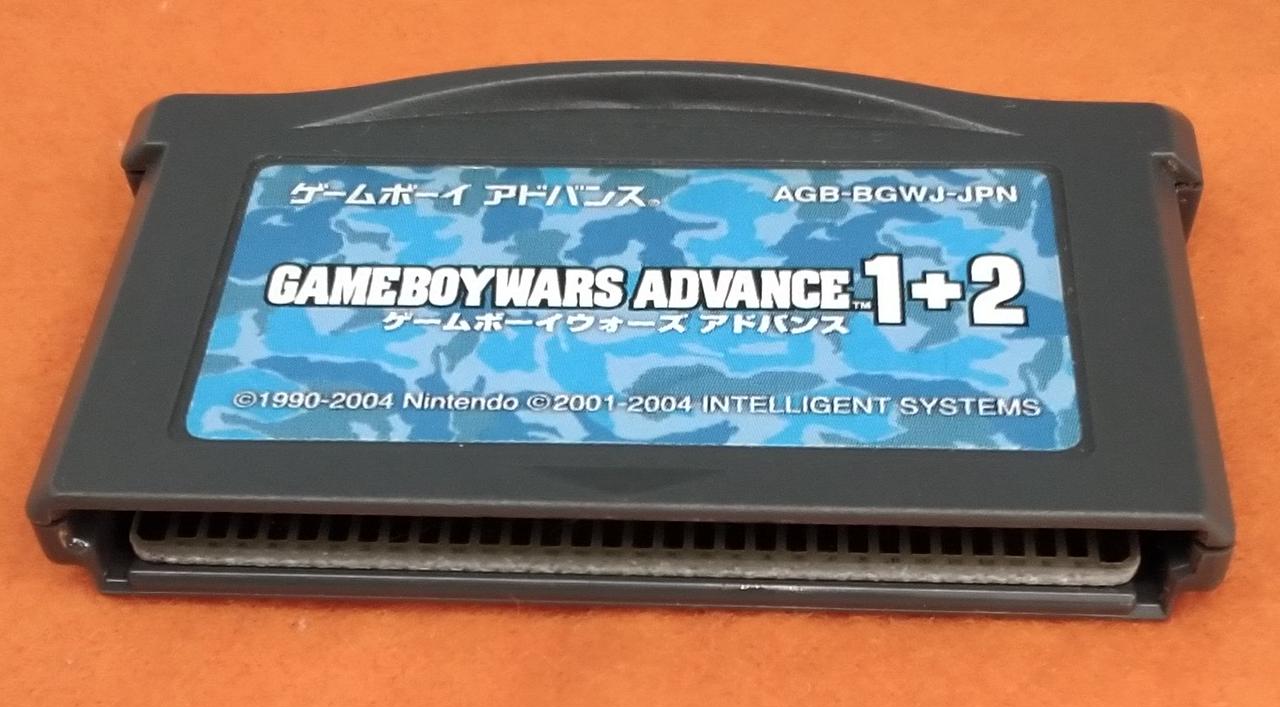 ゲームボーイ アドバンス® AGB-BGWJ-JPN
GAMEBOYWARS ADVANCE™ 1+2
ゲームボーイウォーズ アドバンス
©1990-2004 Nintendo ©2001-2004 INTELLIGENT SYSTEMS